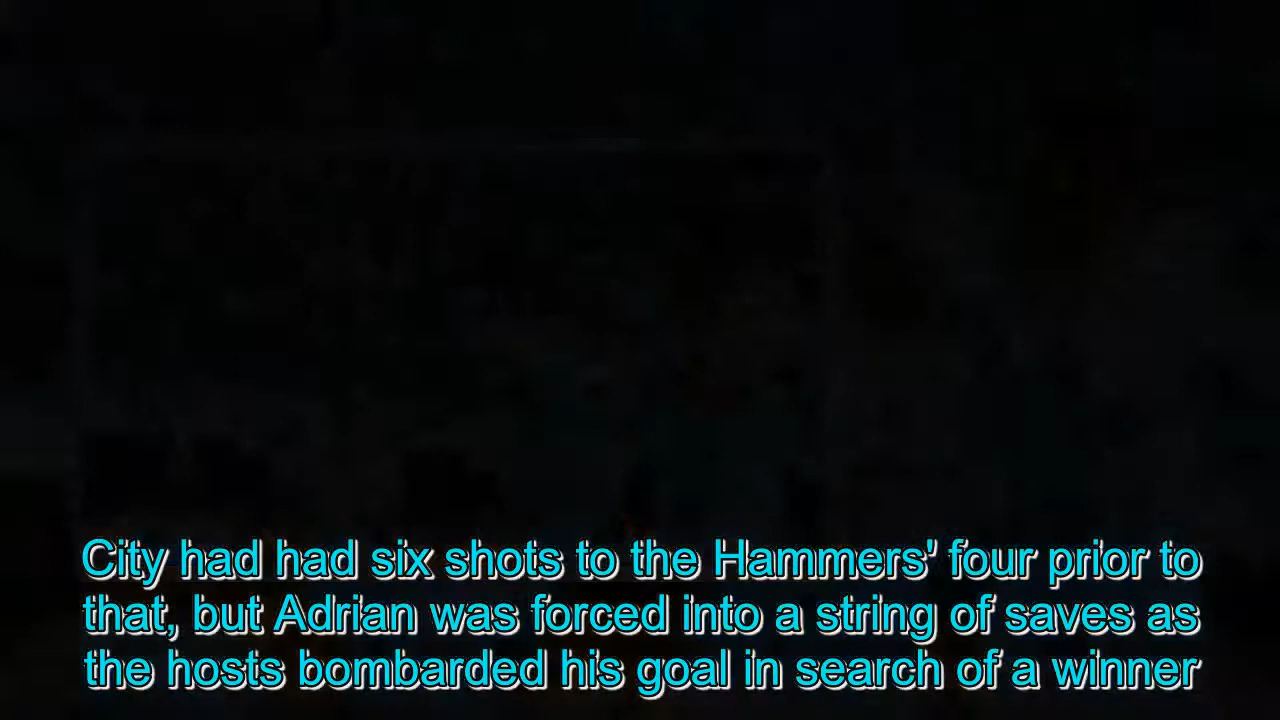 City had had six shots to the Hammers' four prior to
that, but Adrian was forced into a string of saves as
the hosts bombarded his goal in search of a winner